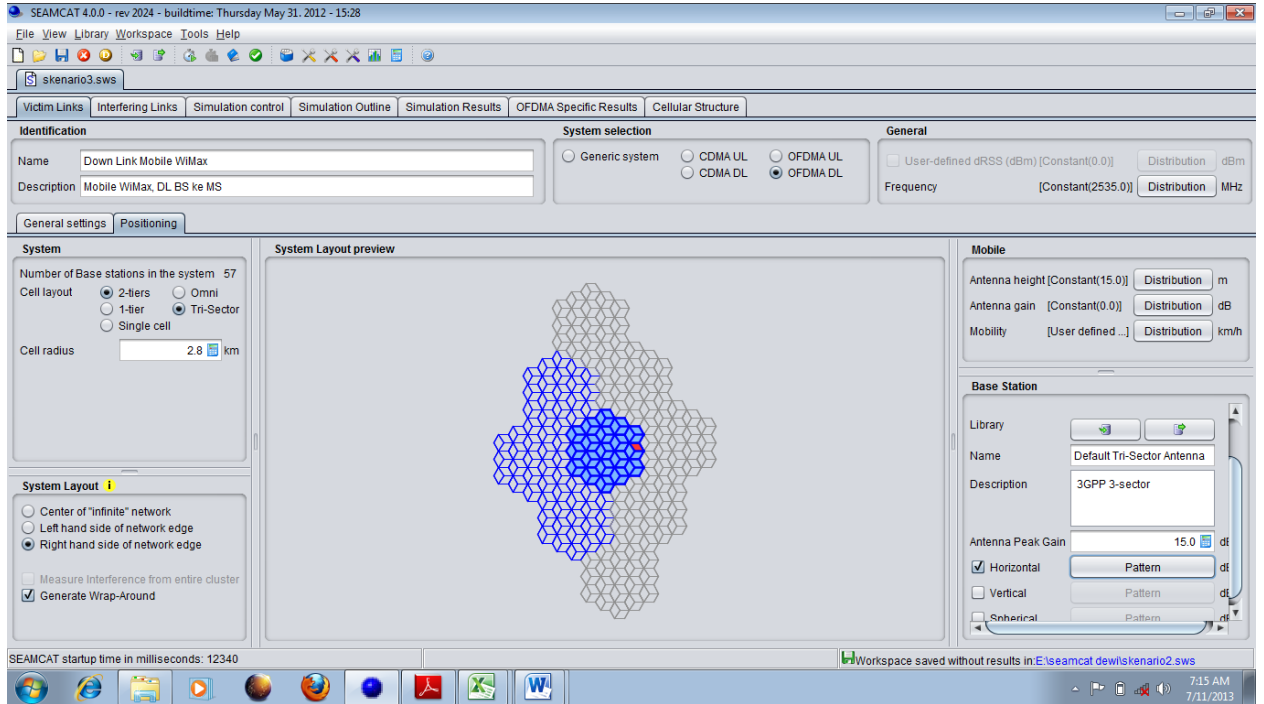 SEAMCAT 4.0.0 - rev 2024 - buildtime: Thursday May 31. 2012 - 15:28
File View Library Workspace Tools Help
skenario3.sws
Victim Links Interfering Links Simulation control Simulation Outline Simulation Results OFDMA Specific Results Cellular Structure
Identification System selection General
Name Down Link Mobile WiMax Generic system CDMA UL OFDMA UL User-defined dRSS (dBm) [Constant(0.0)] Distribution dBm
CDMA DL OFDMA DL
Description Mobile WiMax, DL BS ke MS Frequency [Constant(2535.0)] Distribution MHz
General settings Positioning
System System Layout preview Mobile
Number of Base stations in the system 57 Antenna height [Constant(15.0)] Distribution m
Cell layout 2-tiers Omni
1-tier Tri-Sector Antenna gain [Constant(0.0)] Distribution dB
Single cell Mobility [User defined ...] Distribution km/h
Cell radius 2.8 km
Base Station
Library
Name Default Tri-Sector Antenna
System Layout i Description 3GPP 3-sector
Center of "infinite" network
Left hand side of network edge
Right hand side of network edge Antenna Peak Gain 15.0
Horizontal Pattern
Measure Interference from entire cluster
Generate Wrap-Around Vertical Pattern
Spherical Pattern
SEAMCAT startup time in milliseconds: 12340 Workspace saved without results in:E:\seamcat dewi\skenario2.sws
7:15 AM
7/11/2013